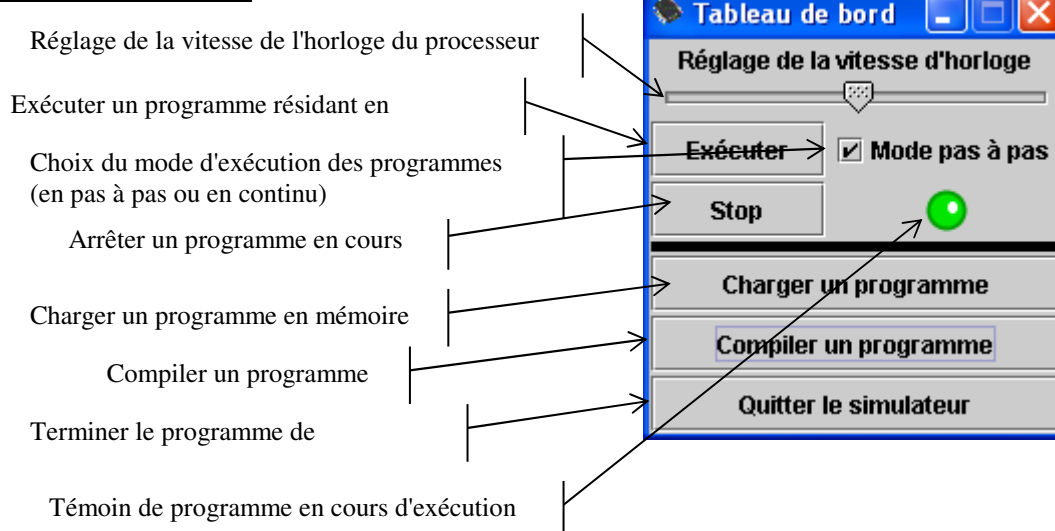 Tableau de bord
Réglage de la vitesse de l'horloge du processeur
Réglage de la vitesse d'horloge
Exécuter un programme résidant en
Exécuter
Mode pas à pas
Choix du mode d'exécution des programmes
(en pas à pas ou en continu)
Stop
Arrêter un programme en cours
Charger un programme
Charger un programme en mémoire
Compiler un programme
Compiler un programme
Quitter le simulateur
Terminer le programme de
Témoin de programme en cours d'exécution